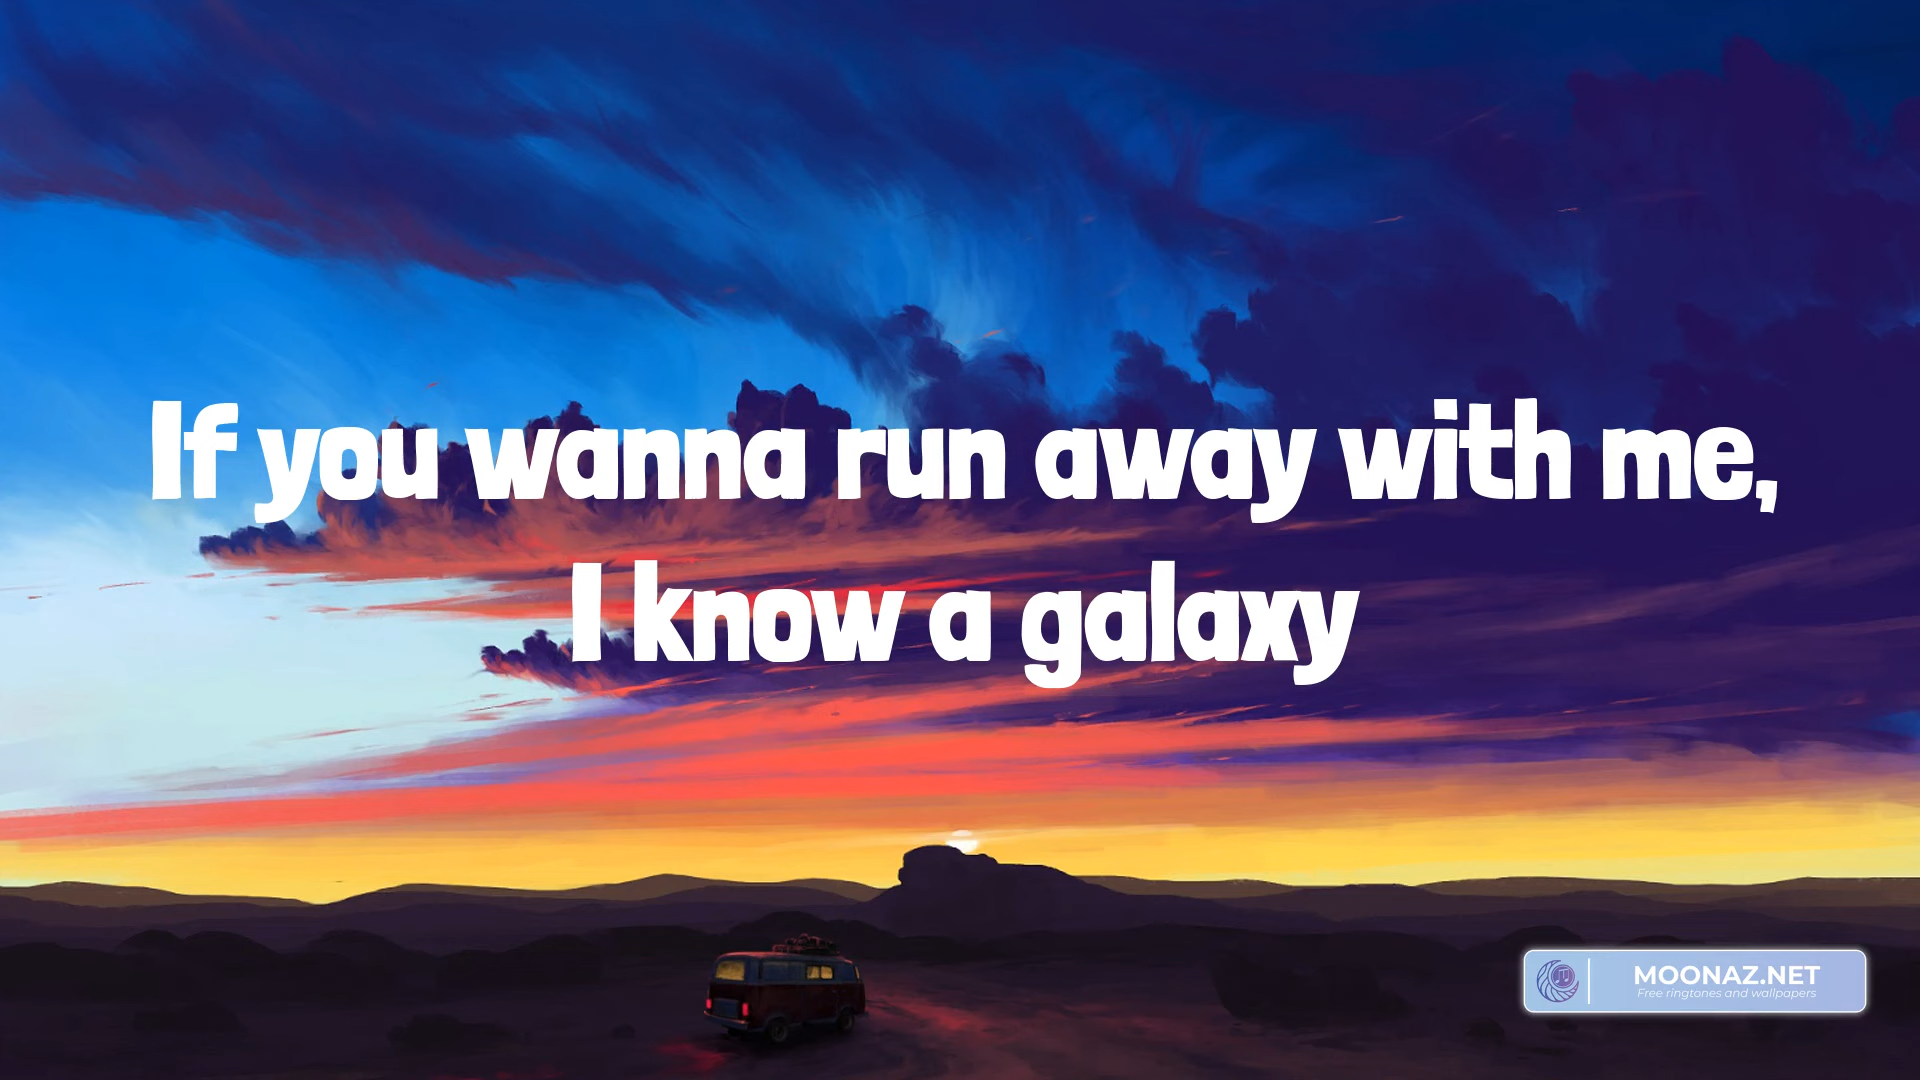 If you wanna run away with me,
I know a galaxy
MOONAZ.NET
Free ringtones and wallpapers